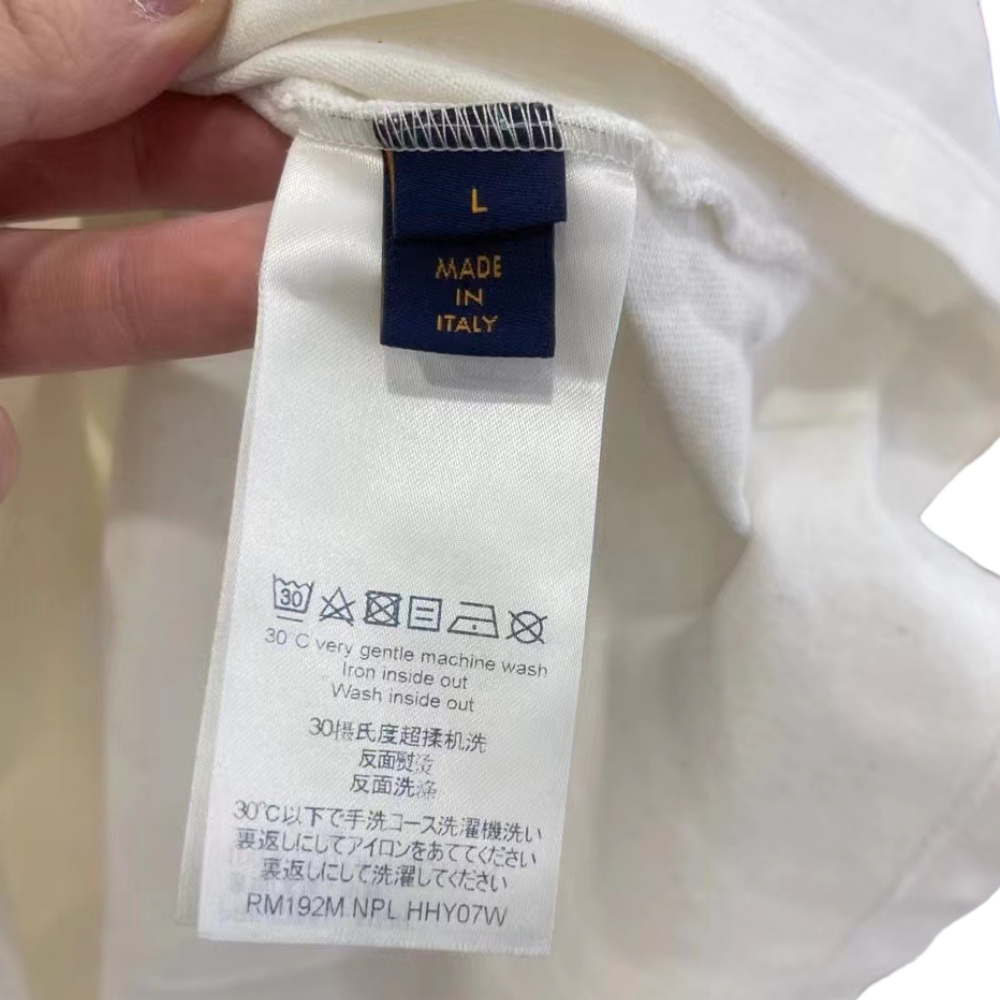 L
MADE
IN
ITALY
30
30°C very gentle machine wash
Iron inside out
Wash inside out
30摄氏度超揉机洗
反面熨烫
反面洗涤
30℃以下で手洗コース洗濯機洗い
裏返しにしてアイロンをあててください
裏返しにして洗濯してください
RM192M NPL HHY07W